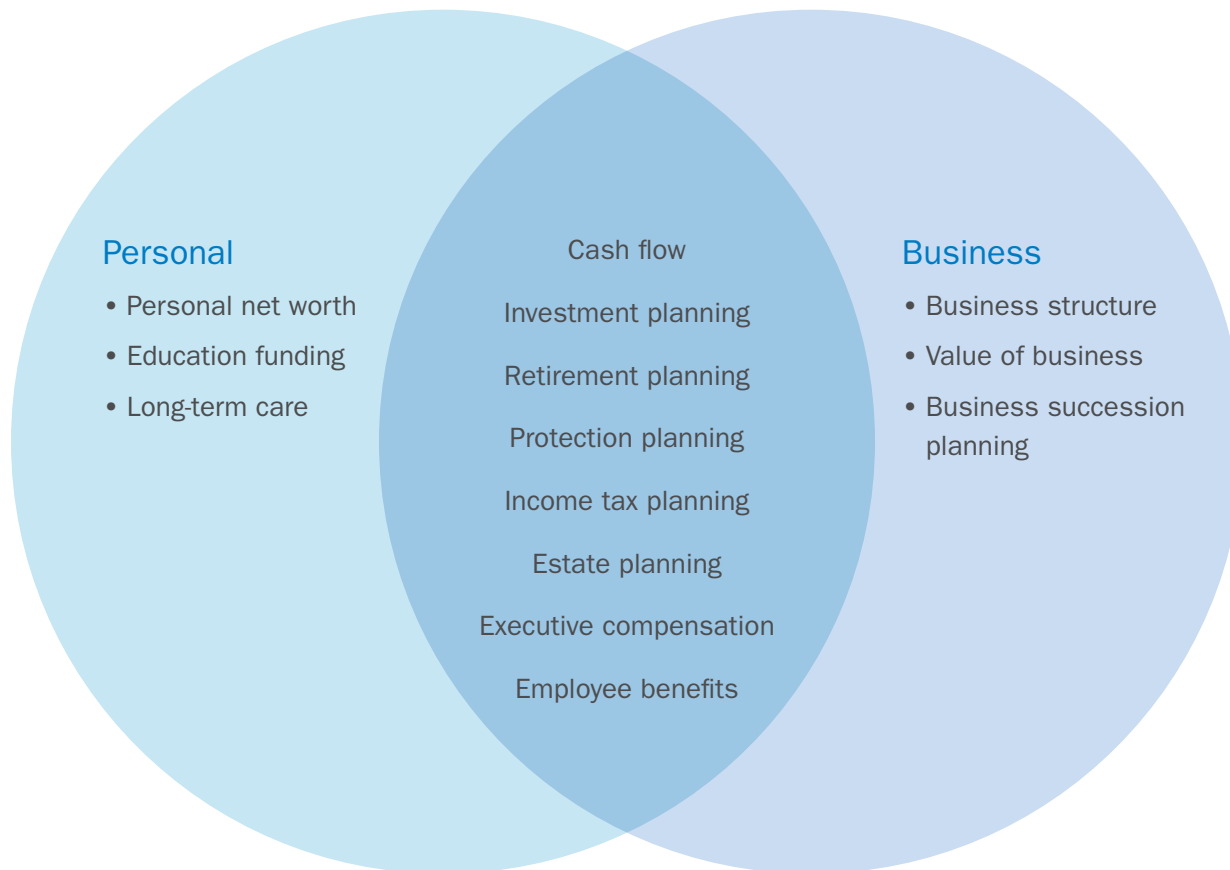 Personal
• Personal net worth
• Education funding
• Long-term care
Cash flow
Investment planning
Retirement planning
Protection planning
Income tax planning
Estate planning
Executive compensation
Employee benefits
Business
• Business structure
• Value of business
• Business succession
planning